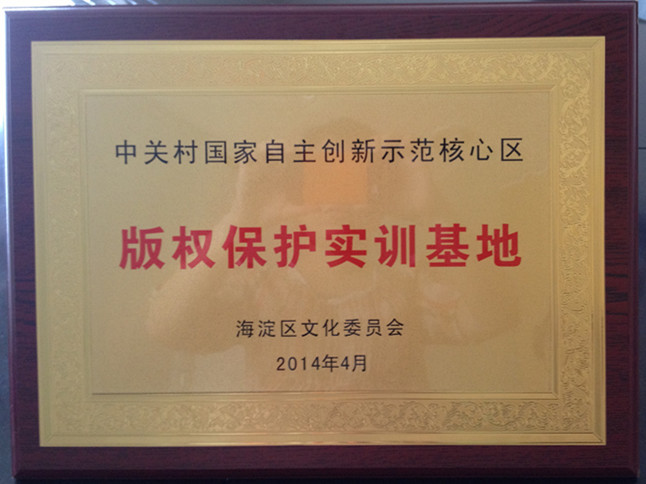 中关村国家自主创新示范核心区
版权保护实训基地
海淀区文化委员会
2014年4月